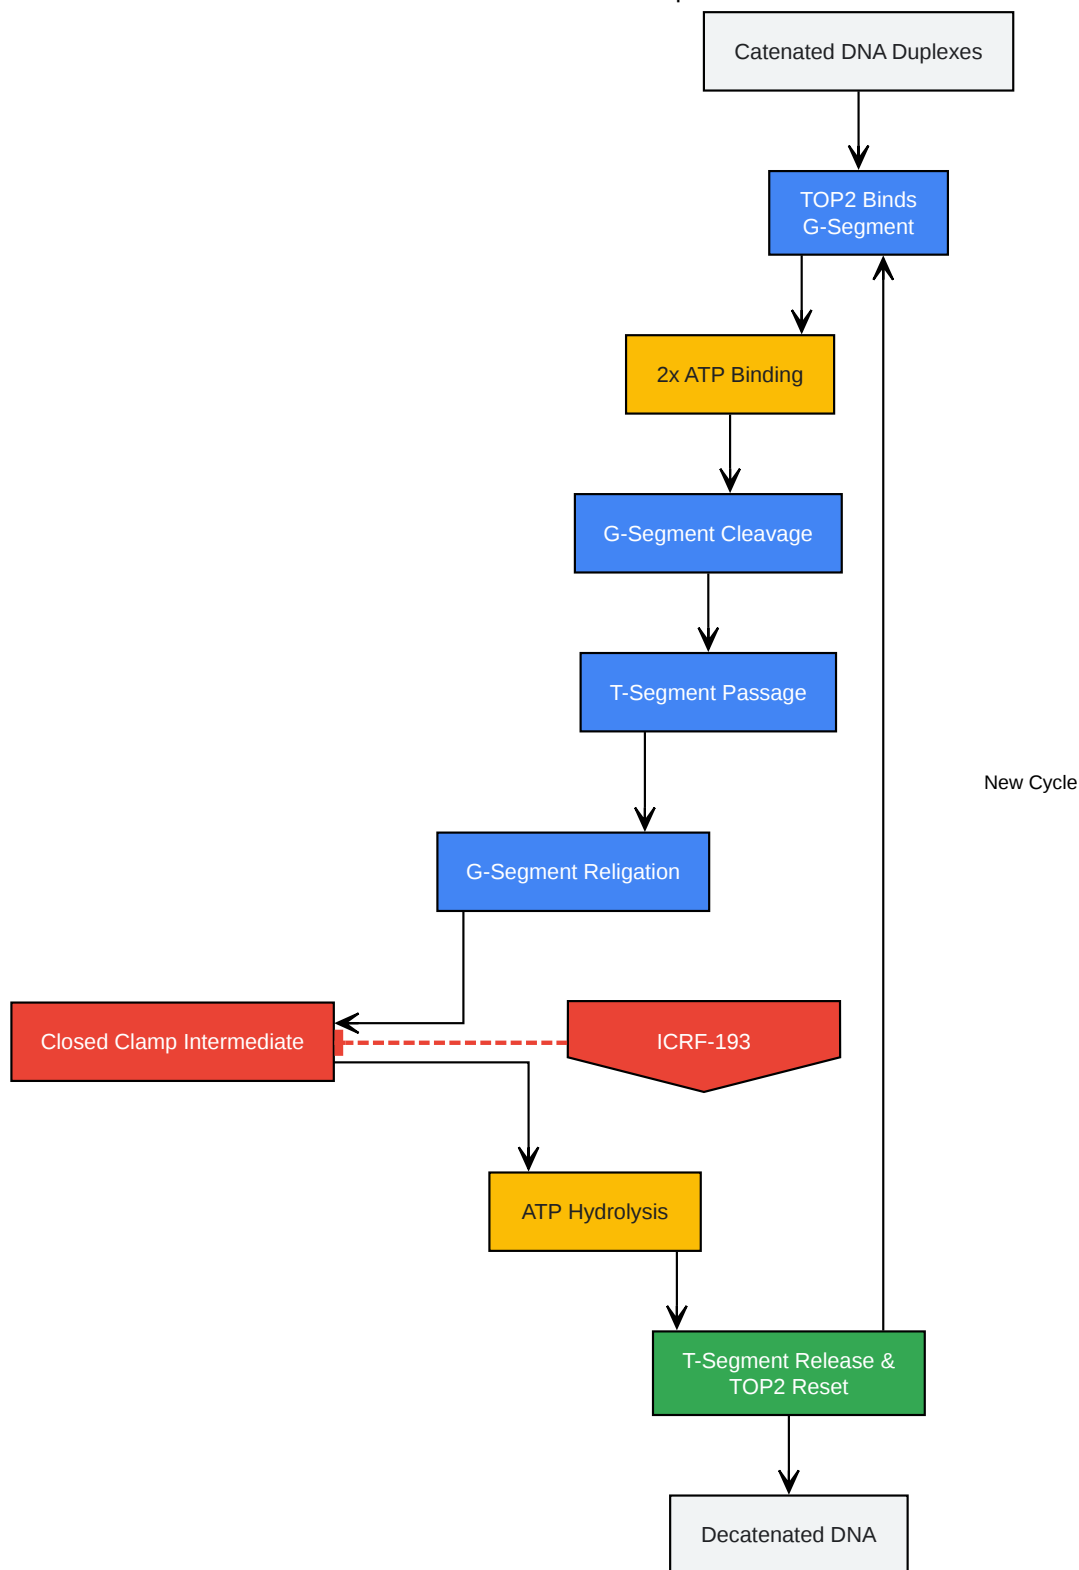 Catenated DNA Duplexes
TOP2 Binds
G-Segment
2x ATP Binding
G-Segment Cleavage
T-Segment Passage
New Cycle
G-Segment Religation
Closed Clamp Intermediate
ICRF-193
ATP Hydrolysis
T-Segment Release &
TOP2 Reset
Decatenated DNA